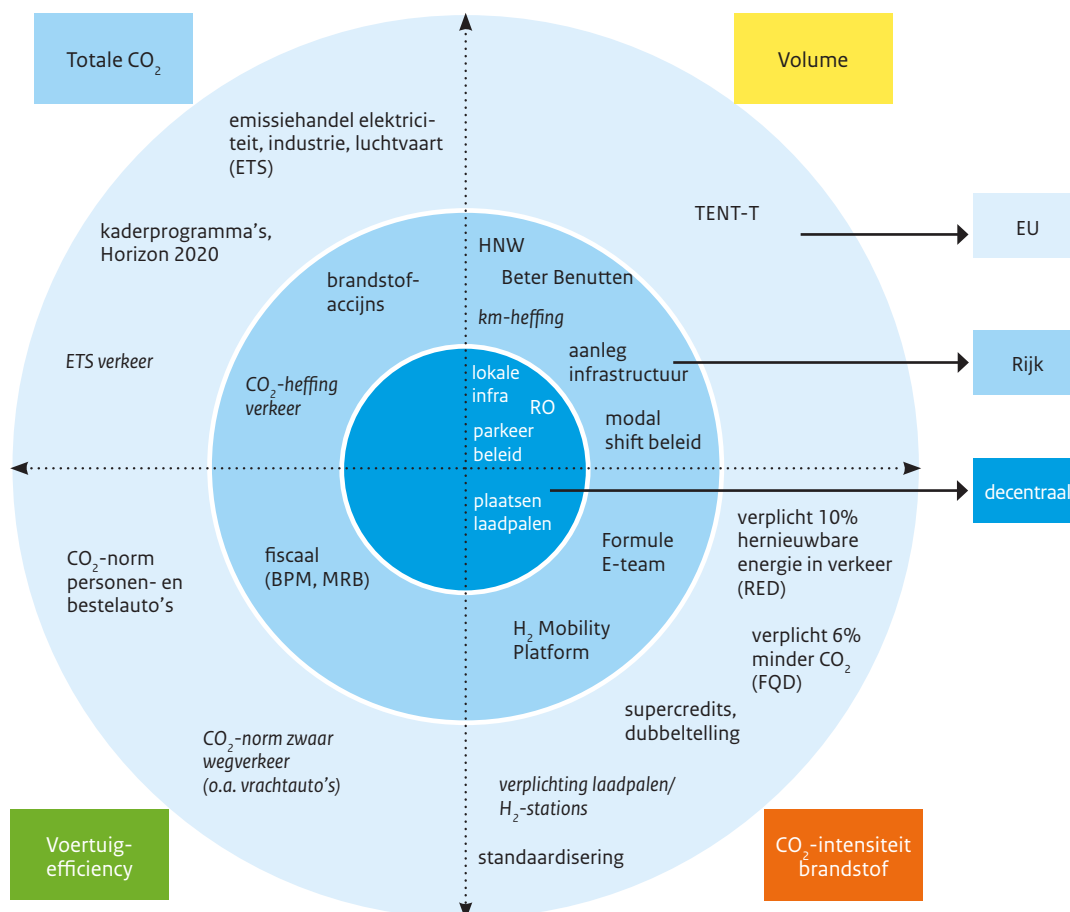 Totale CO₂
Volume
emissiehandel elektrici-
teit, industrie, luchtvaart
(ETS)
kaderprogramma's,
Horizon 2020
ETS verkeer
brandstof-
accijns
CO₂-heffing
verkeer
TENT-T
HNW
Beter Benutten
km-heffing
aanleg
infrastructuur
modal
shift beleid
lokale
infra
RO
parkeer
beleid
EU
Rijk
decentraal
plaatsen
laadpalen
CO₂-norm
personen- en
bestelauto's
fiscaal
(BPM, MRB)
CO₂-norm zwaar
wegverkeer
(o.a. vrachtauto's)
Formule
E-team
H₂ Mobility
Platform
verplicht 10%
hernieuwbare
energie in verkeer
(RED)
verplicht 6%
minder CO₂
(FQD)
supercredits,
dubbeltelling
verplichting laadpalen/
H₂-stations
standaardisering
Voertuig-
efficiency
CO₂-intensiteit
brandstof